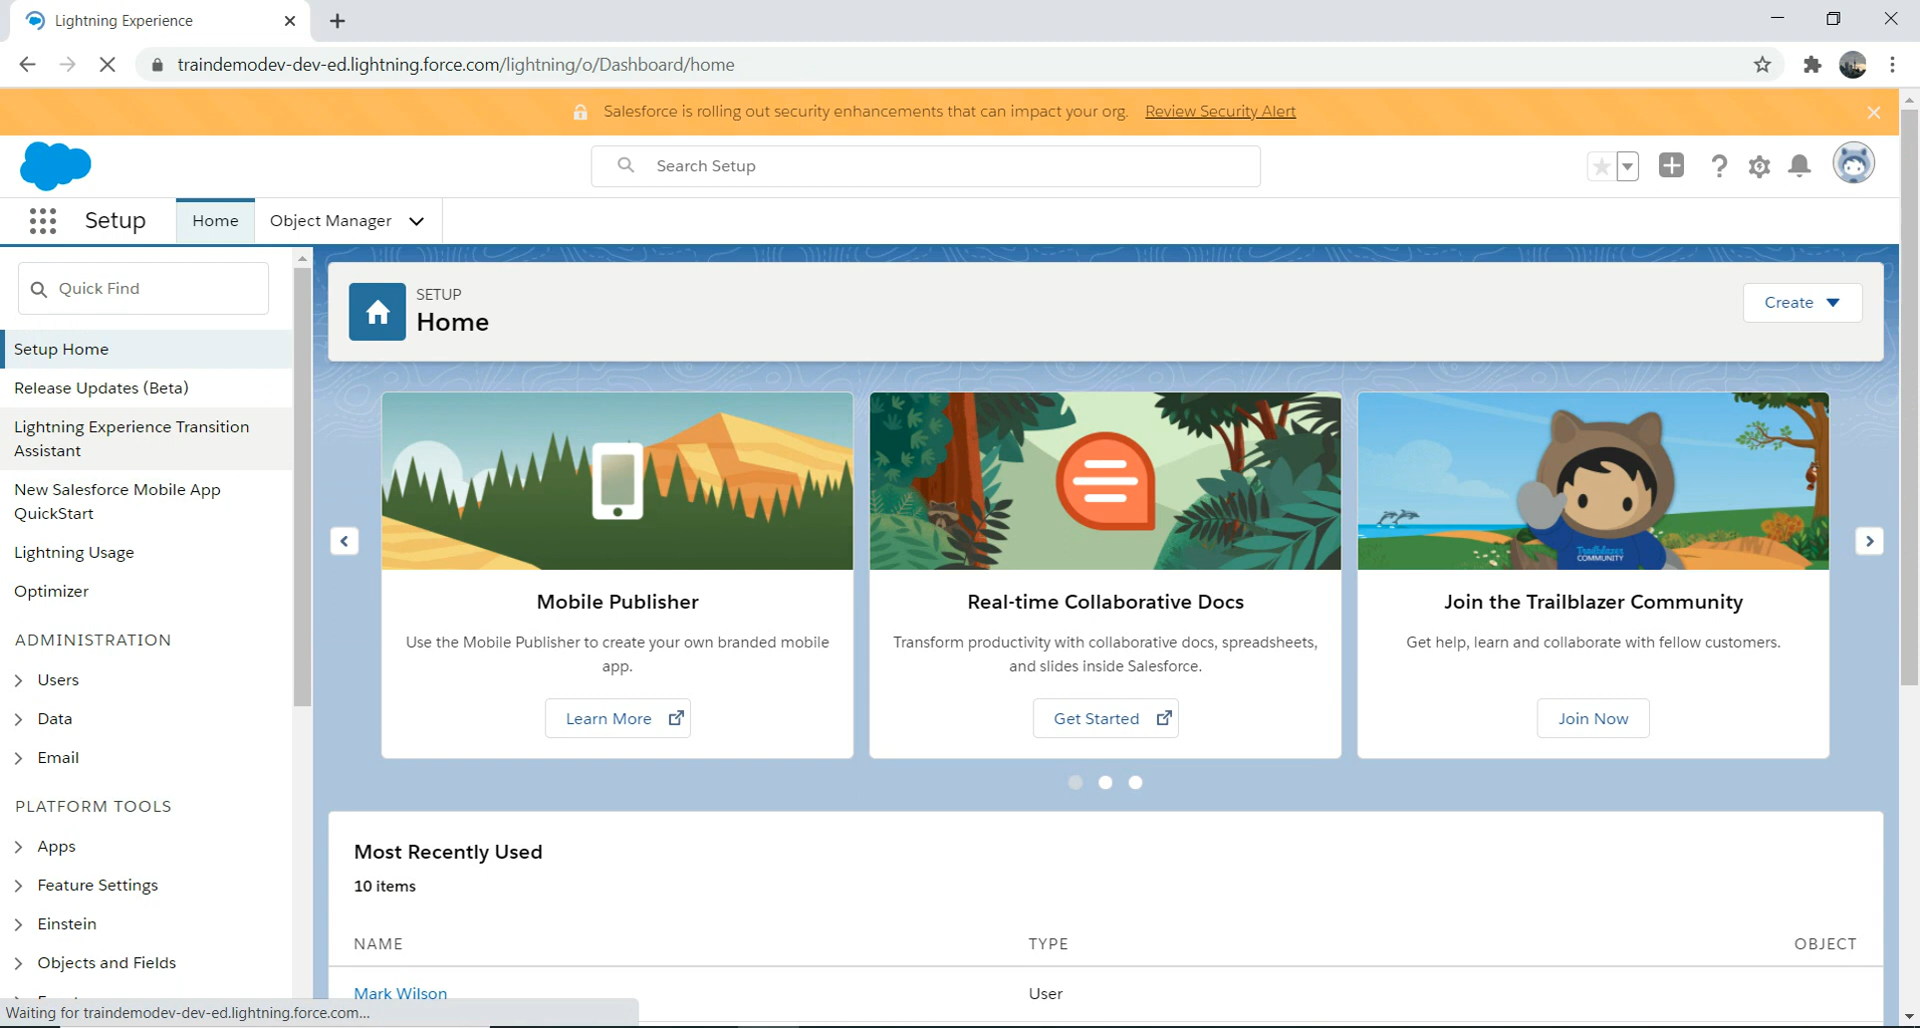 Lightning Experience
traindemodev-dev-ed.lightning.force.com/lightning/o/Dashboard/home
Salesforce is rolling out security enhancements that can impact your org. Review Security Alert
Search Setup
Setup
Home
Object Manager
Quick Find
Setup Home
Release Updates (Beta)
Lightning Experience Transition
Assistant
New Salesforce Mobile App
QuickStart
Lightning Usage
Optimizer
ADMINISTRATION
Users
Data
Email
PLATFORM TOOLS
Apps
Feature Settings
Einstein
Objects and Fields
SETUP
Home
Create
Trailblazer
COMMUNITY
Mobile Publisher
Use the Mobile Publisher to create your own branded mobile
app.
Learn More
Real-time Collaborative Docs
Transform productivity with collaborative docs, spreadsheets,
and slides inside Salesforce.
Get Started
Join the Trailblazer Community
Get help, learn and collaborate with fellow customers.
Join Now
Most Recently Used
10 items
NAME TYPE OBJECT
Mark Wilson User
Waiting for traindemodev-dev-ed.lightning.force.com...